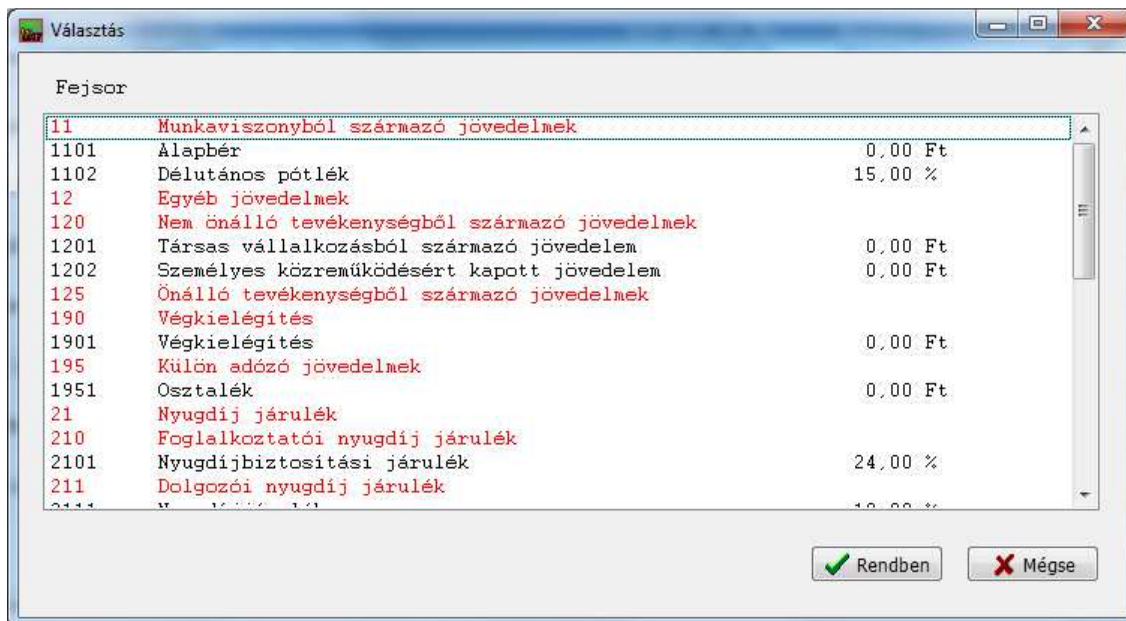 Választás
Fejsor
11 Munkaviszonyból származó jövedelmek
1101 Alapbér 0,00 Ft
1102 Délutános pótlék 15,00 %
12 Egyéb jövedelmek
120 Nem önálló tevékenységből származó jövedelmek
1201 Társas vállalkozásból származó jövedelem 0,00 Ft
1202 Személyes közreműködésért kapott jövedelem 0,00 Ft
125 Önálló tevékenységből származó jövedelmek
190 Végkielégítés
1901 Végkielégítés 0,00 Ft
195 Külön adózó jövedelmek
1951 Osztalék 0,00 Ft
21 Nyugdíj járulék
210 Foglalkoztatói nyugdíj járulék
2101 Nyugdíjbiztosítási járulék 24,00 %
211 Dolgozói nyugdíj járulék
Rendben
Mégse